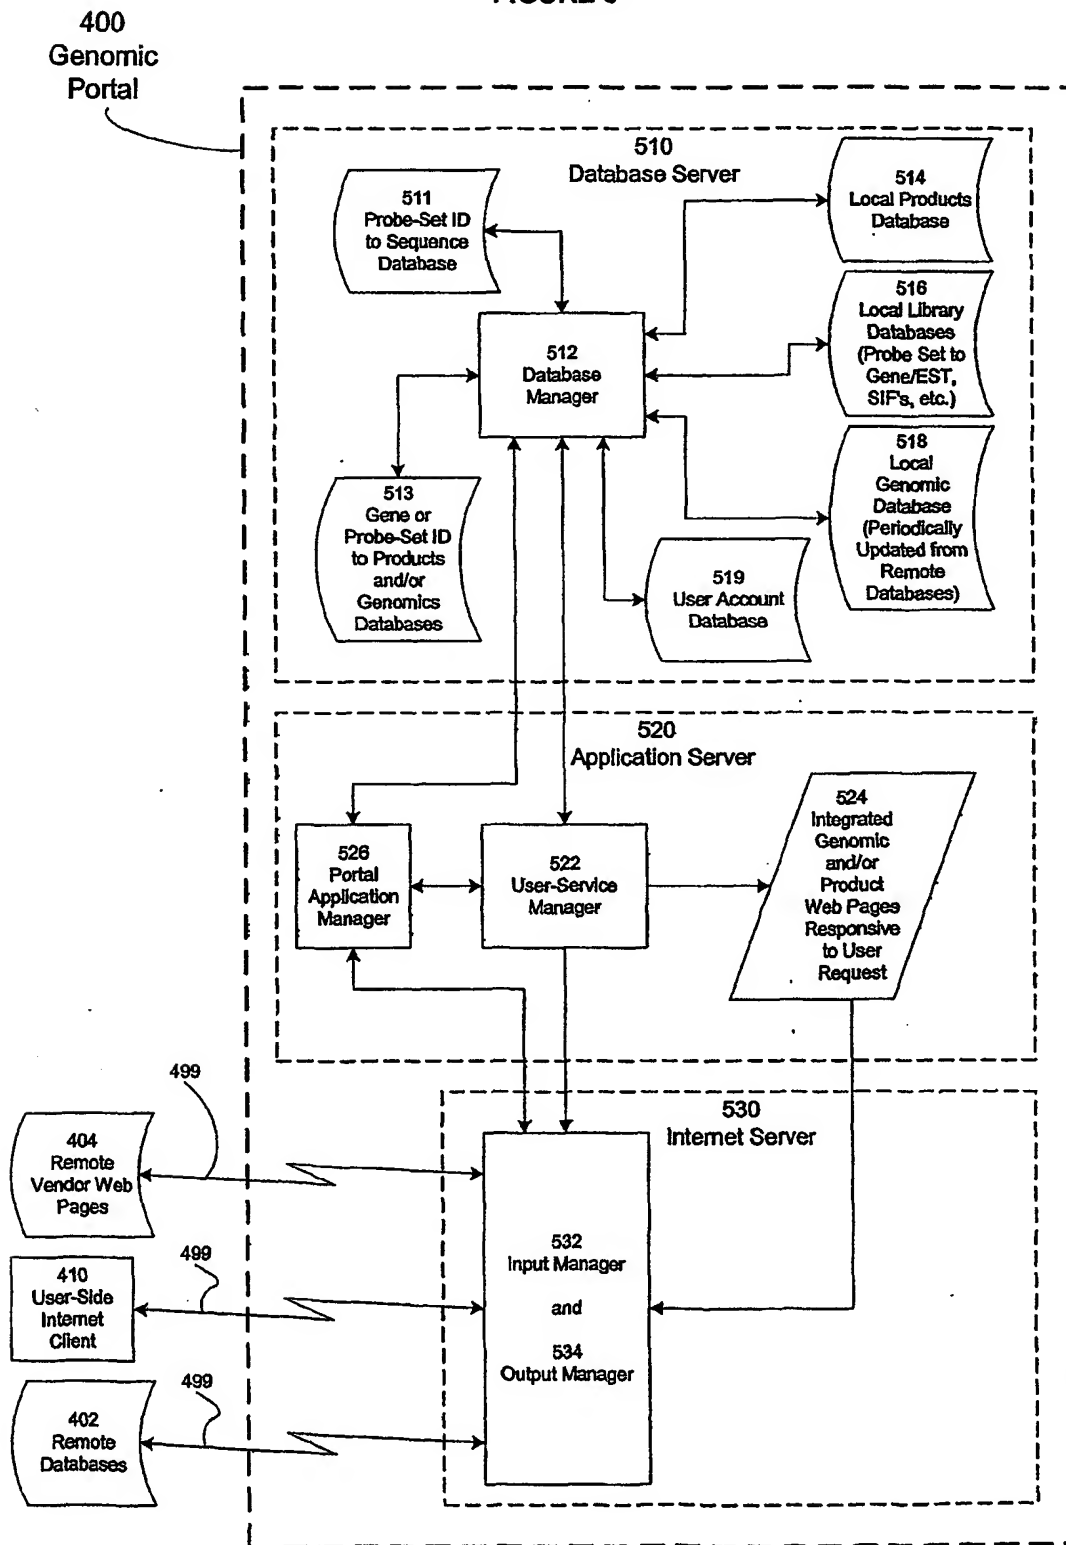 400
Genomic
Portal
510
Database Server
511
Probe-Set ID
to Sequence
Database
514
Local Products
Database
516
Local Library
Databases
(Probe Set to
Gene/EST,
SIF's, etc.)
512
Database
Manager
518
Local
Genomic
Database
(Periodically
Updated from
Remote
Databases)
513
Gene or
Probe-Set ID
to Products
and/or
Genomics
Databases
519
User Account
Database
520
Application Server
526
Portal
Application
Manager
522
User-Service
Manager
524
Integrated
Genomic
and/or
Product
Web Pages
Responsive
to User
Request
530
Internet Server
499
404
Remote
Vendor Web
Pages
532
Input Manager
and
534
Output Manager
499
410
User-Side
Internet
Client
499
402
Remote
Databases